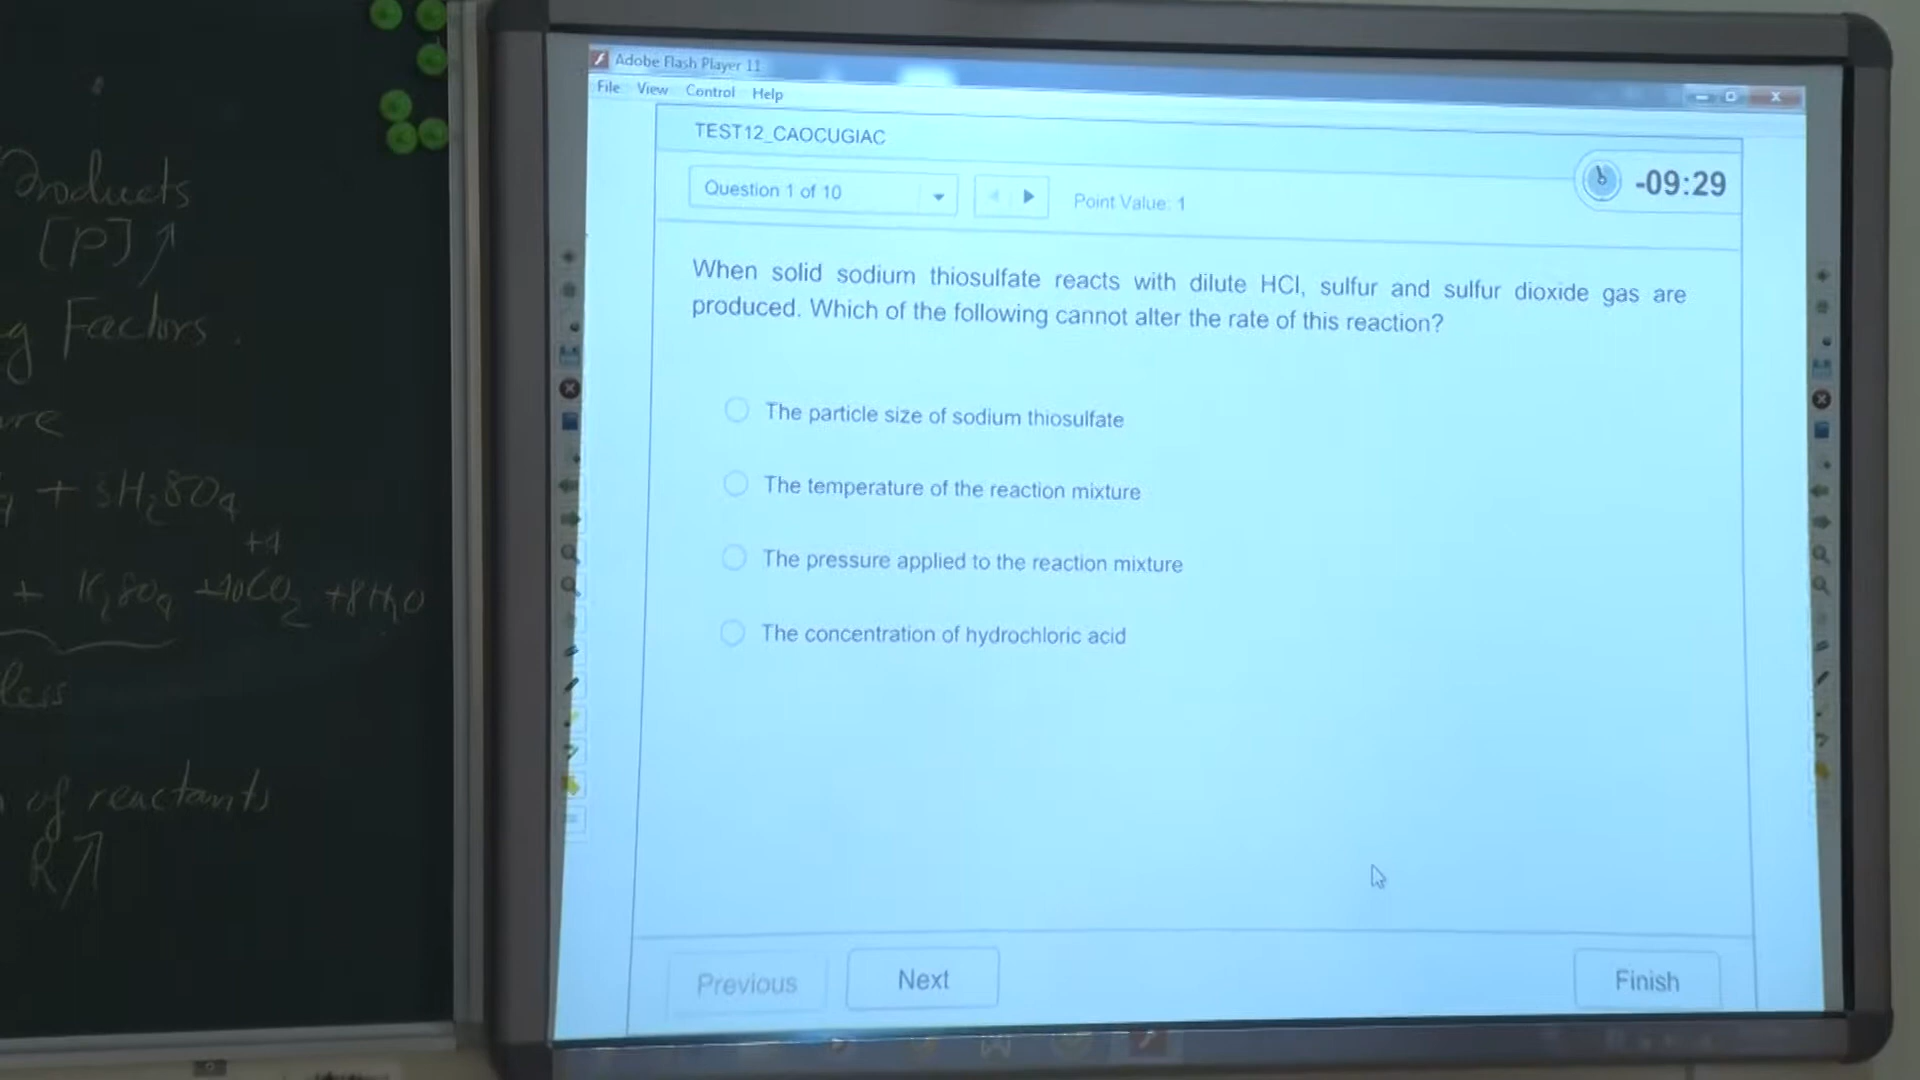 Products
[P]↑
Factors.
+ 3H2SO4
+4
+ K2SO4 +10CO2 +8H2O
less
of reactants
R↑
Adobe Flash Player 11
File View Control Help
TEST12_CAOCUGIAC
Question 1 of 10
Point Value: 1
-09:29
When solid sodium thiosulfate reacts with dilute HCl, sulfur and sulfur dioxide gas are
produced. Which of the following cannot alter the rate of this reaction?
The particle size of sodium thiosulfate
The temperature of the reaction mixture
The pressure applied to the reaction mixture
The concentration of hydrochloric acid
Previous
Next
Finish